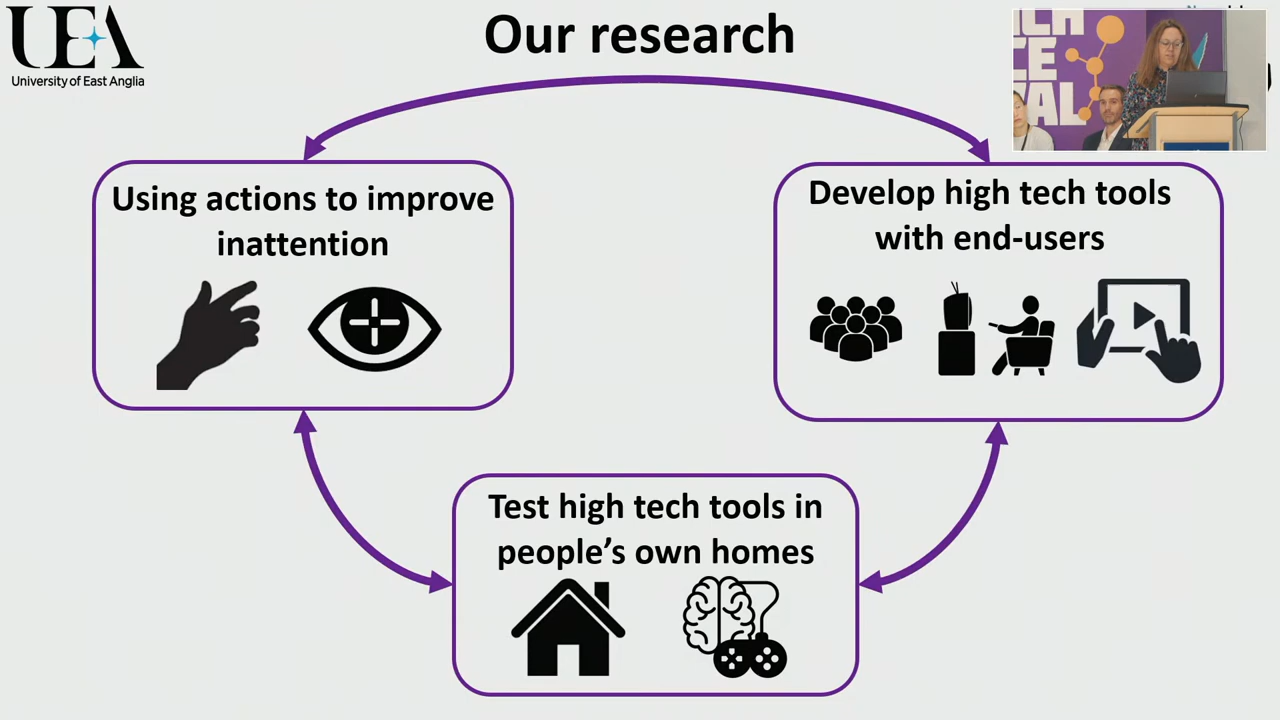 UEA
University of East Anglia
Our research
Using actions to improve
inattention
Develop high tech tools
with end-users
Test high tech tools in
people's own homes